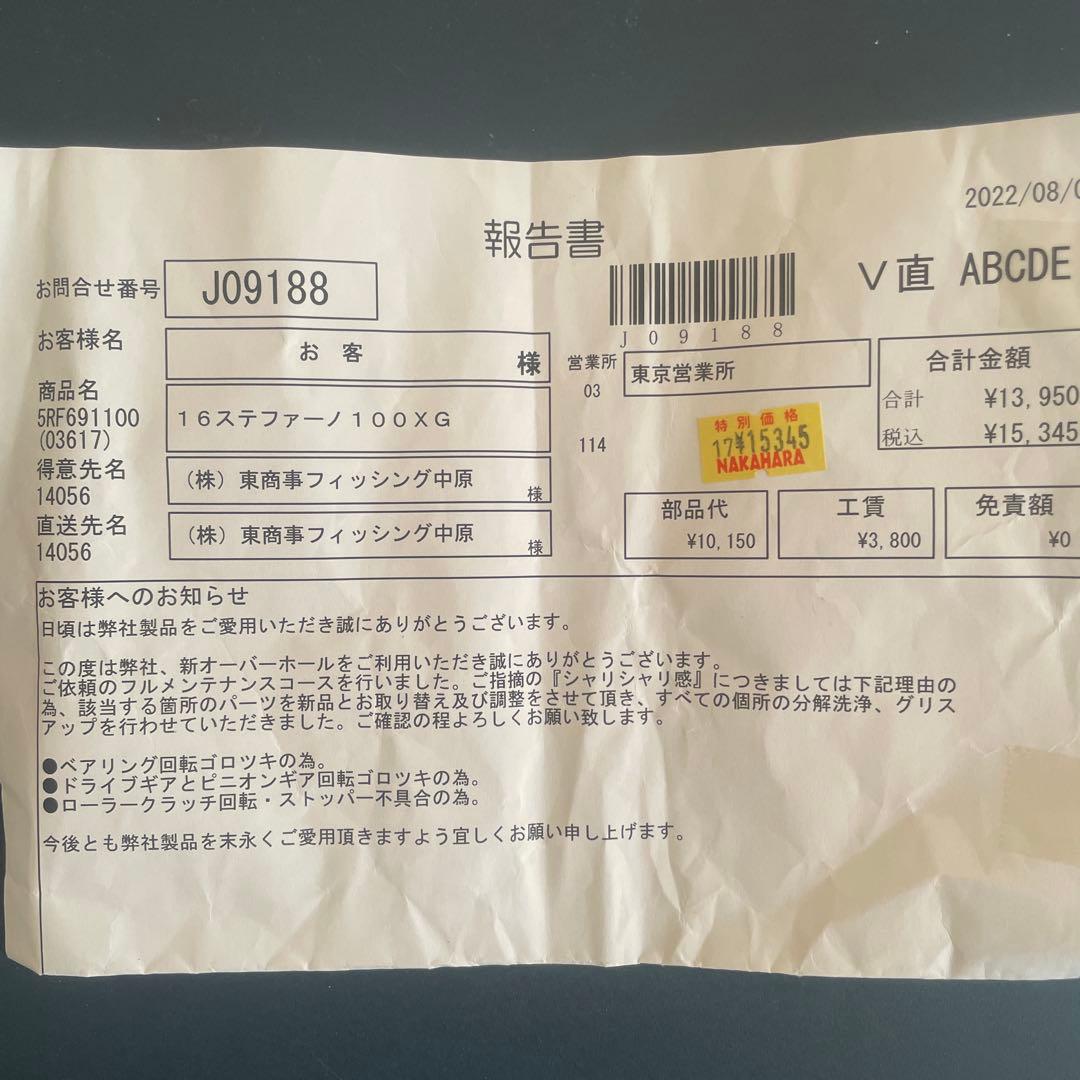 2022/08/0
報告書
V直 ABCDE
お問合せ番号 J09188
J09188
お客様名 お 客 様
営業所 03 東京営業所
合計金額
合計 ¥13,950
税込 ¥15,345
商品名
5RF691100
(03617)
16ステファーノ100XG
114
特別価格
17¥15345
NAKAHARA
得意先名
14056
(株) 東商事フィッシング中原 様
直送先名
14056
(株) 東商事フィッシング中原 様
部品代 ¥10,150
工賃 ¥3,800
免責額 ¥0
お客様へのお知らせ
日頃は弊社製品をご愛用いただき誠にありがとうございます。
この度は弊社、新オーバーホールをご利用いただき誠にありがとうございます。
ご依頼のフルメンテナンスコースを行いました。ご指摘の『シャリシャリ感』につきましては下記理由の
為、該当する箇所のパーツを新品とお取り替え及び調整をさせて頂き、すべての個所の分解洗浄、グリス
アップを行わせていただきました。ご確認の程よろしくお願い致します。
●ベアリング回転ゴロツキの為。
●ドライブギアとピニオンギア回転ゴロツキの為。
●ローラークラッチ回転・ストッパー不具合の為。
今後とも弊社製品を末永くご愛用頂きますよう宜しくお願い申し上げます。